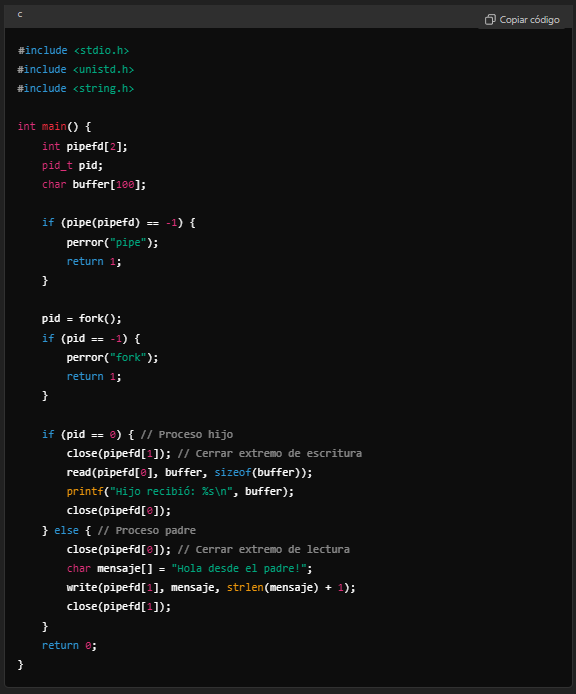 c
Copiar código
#include <stdio.h>
#include <unistd.h>
#include <string.h>
int main() {
    int pipefd[2];
    pid_t pid;
    char buffer[100];
    if (pipe(pipefd) == -1) {
        perror("pipe");
        return 1;
    }
    pid = fork();
    if (pid == -1) {
        perror("fork");
        return 1;
    }
    if (pid == 0) { // Proceso hijo
        close(pipefd[1]); // Cerrar extremo de escritura
        read(pipefd[0], buffer, sizeof(buffer));
        printf("Hijo recibió: %s\n", buffer);
        close(pipefd[0]);
    } else { // Proceso padre
        close(pipefd[0]); // Cerrar extremo de lectura
        char mensaje[] = "Hola desde el padre!";
        write(pipefd[1], mensaje, strlen(mensaje) + 1);
        close(pipefd[1]);
    }
    return 0;
}